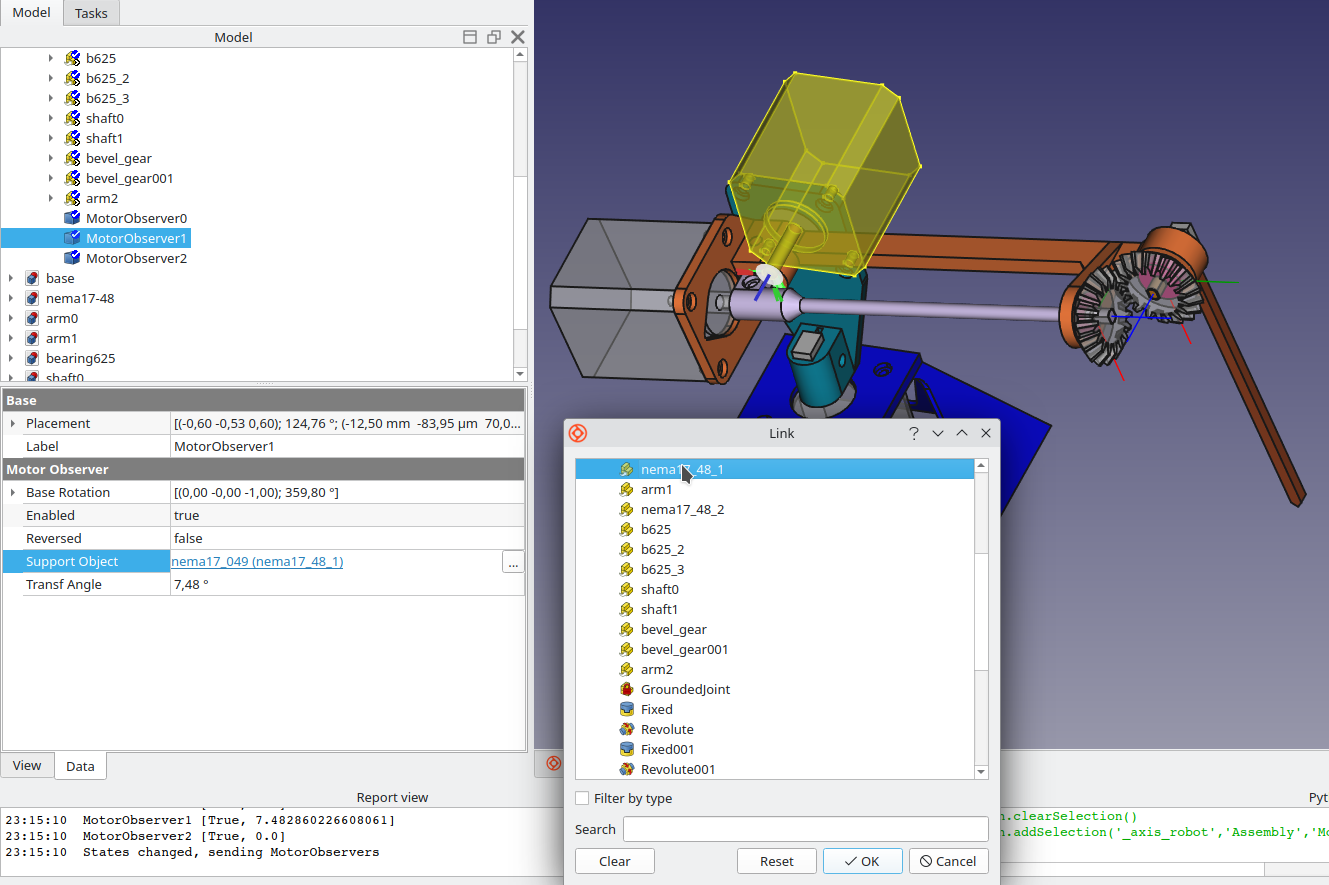 Model
Tasks
Model
b625
b625_2
b625_3
shaft0
shaft1
bevel_gear
bevel_gear001
arm2
MotorObserver0
MotorObserver1
MotorObserver2
base
nema17-48
arm0
arm1
bearing625
shaft0
Base
Placement [(-0,60 -0,53 0,60); 124,76 °; (-12,50 mm -83,95 µm 70,0...
Label MotorObserver1
Motor Observer
Base Rotation [(0,00 -0,00 -1,00); 359,80 °]
Enabled true
Reversed false
Support Object nema17_049 (nema17_48_1) ...
Transf Angle 7,48 °
View
Data
Report view
23:15:10 MotorObserver1 [True, 7.482860226608061]
23:15:10 MotorObserver2 [True, 0.0]
23:15:10 States changed, sending MotorObservers
Link
?
nema17_48_1
arm1
nema17_48_2
b625
b625_2
b625_3
shaft0
shaft1
bevel_gear
bevel_gear001
arm2
GroundedJoint
Fixed
Revolute
Fixed001
Revolute001
Filter by type
Search
Clear
Reset
OK
Cancel
Pyt
n.clearSelection()
n.addSelection('_axis_robot','Assembly','Mo